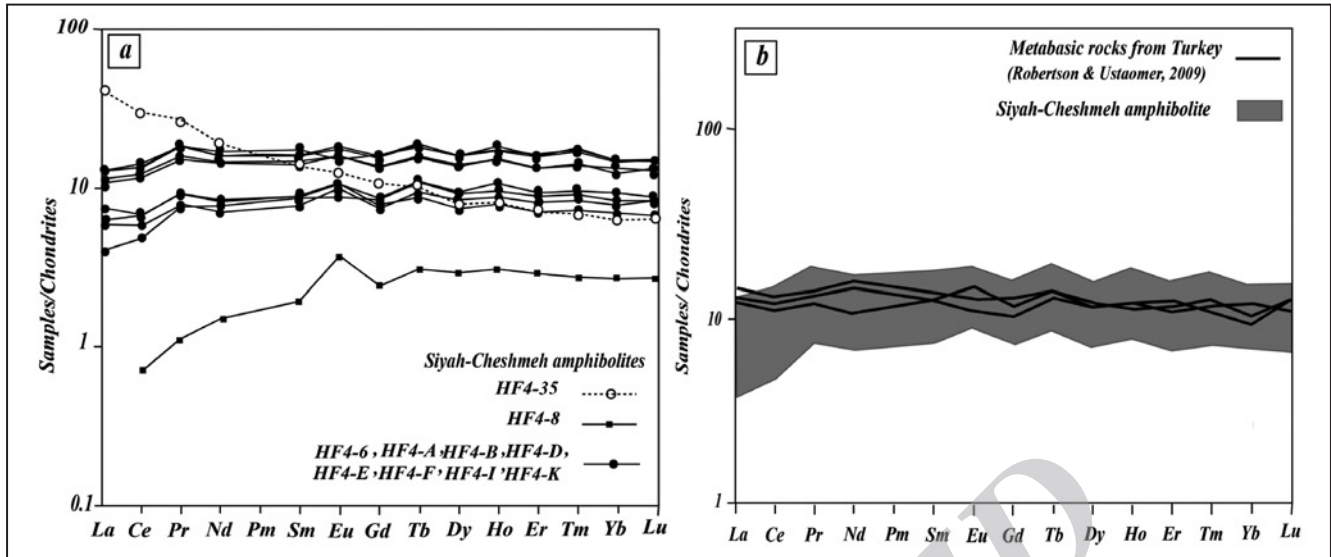 a
100
10
1
0.1
Samples/Chondrites
Siyah-Cheshmeh amphibolites
HF4-35
HF4-8
HF4-6 , HF4-A, HF4-B, HF4-D,
HF4-E, HF4-F, HF4-I, HF4-K
La Ce Pr Nd Pm Sm Eu Gd Tb Dy Ho Er Tm Yb Lu
b
Metabasic rocks from Turkey
(Robertson & Ustaomer, 2009)
Siyah-Cheshmeh amphibolite
100
10
1
Samples/ Chondrites
La Ce Pr Nd Pm Sm Eu Gd Tb Dy Ho Er Tm Yb Lu